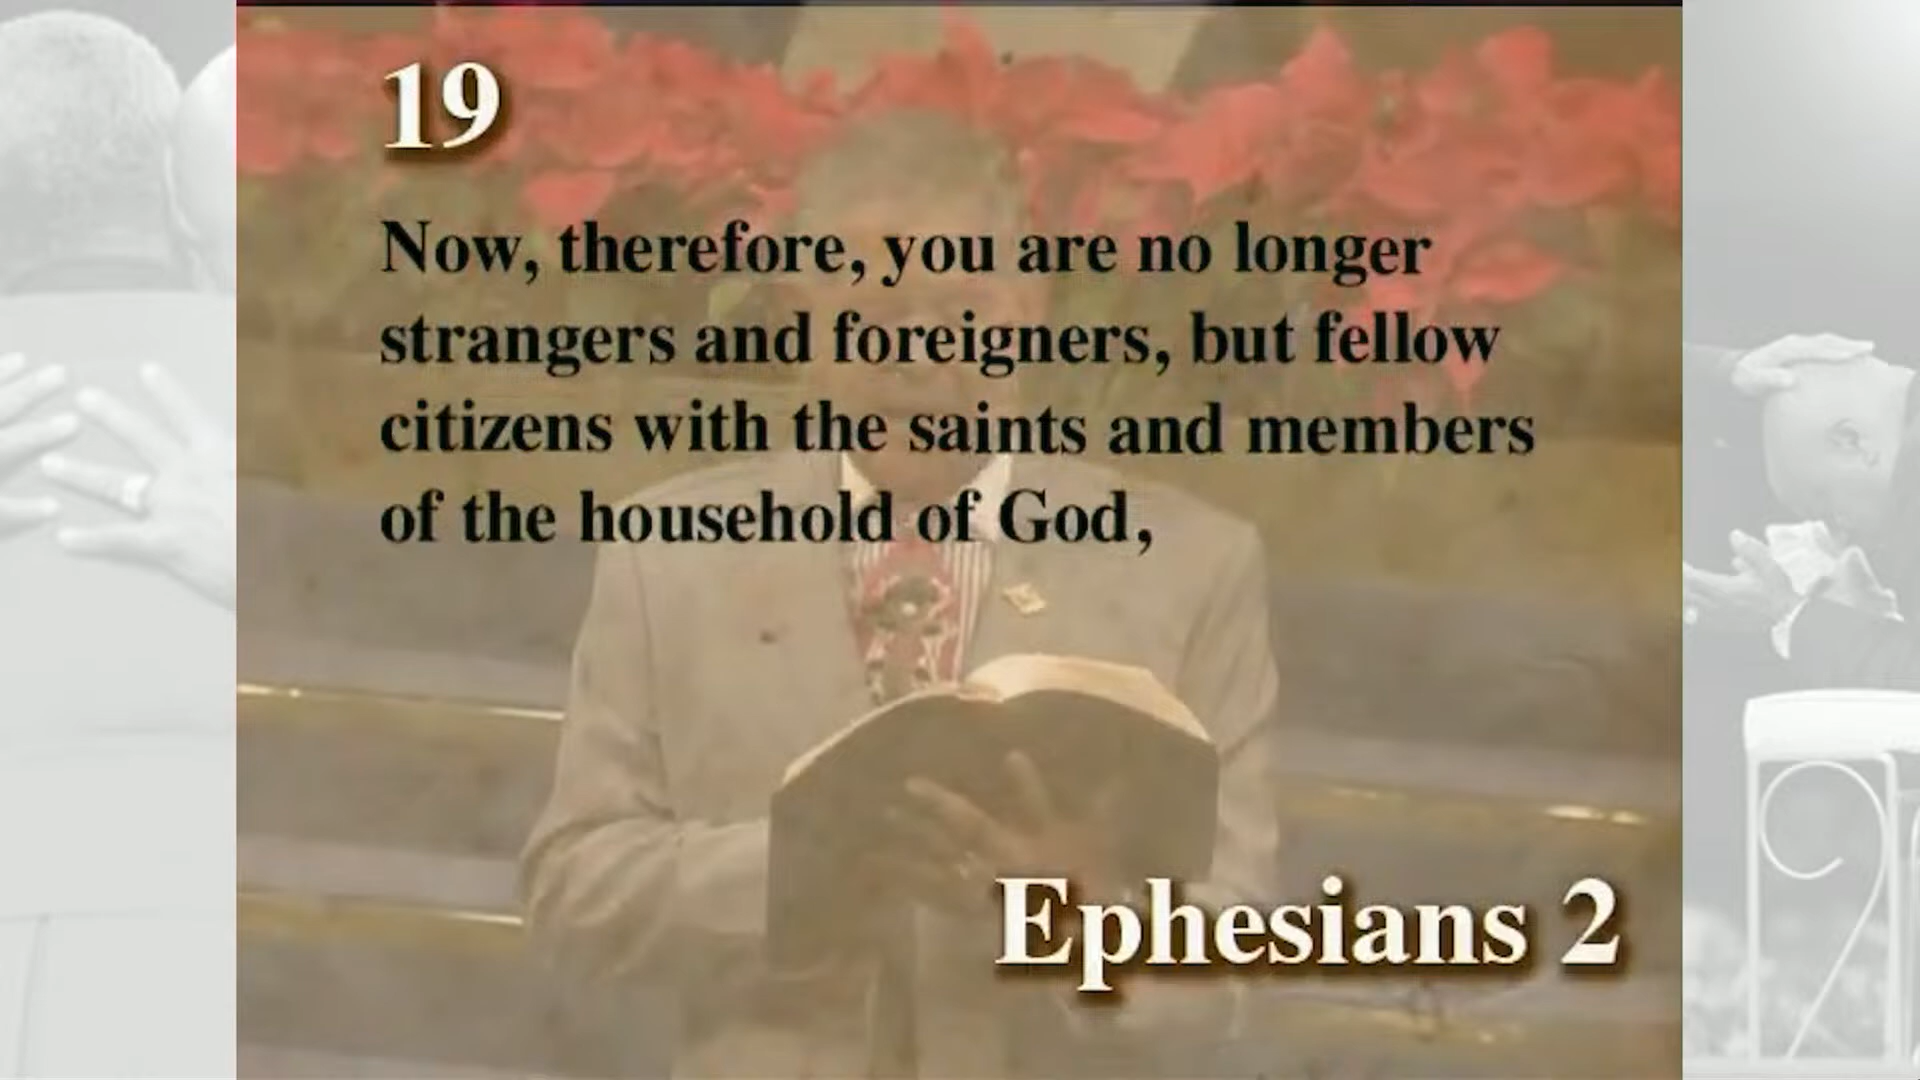 19
Now, therefore, you are no longer
strangers and foreigners, but fellow
citizens with the saints and members
of the household of God,
Ephesians 2